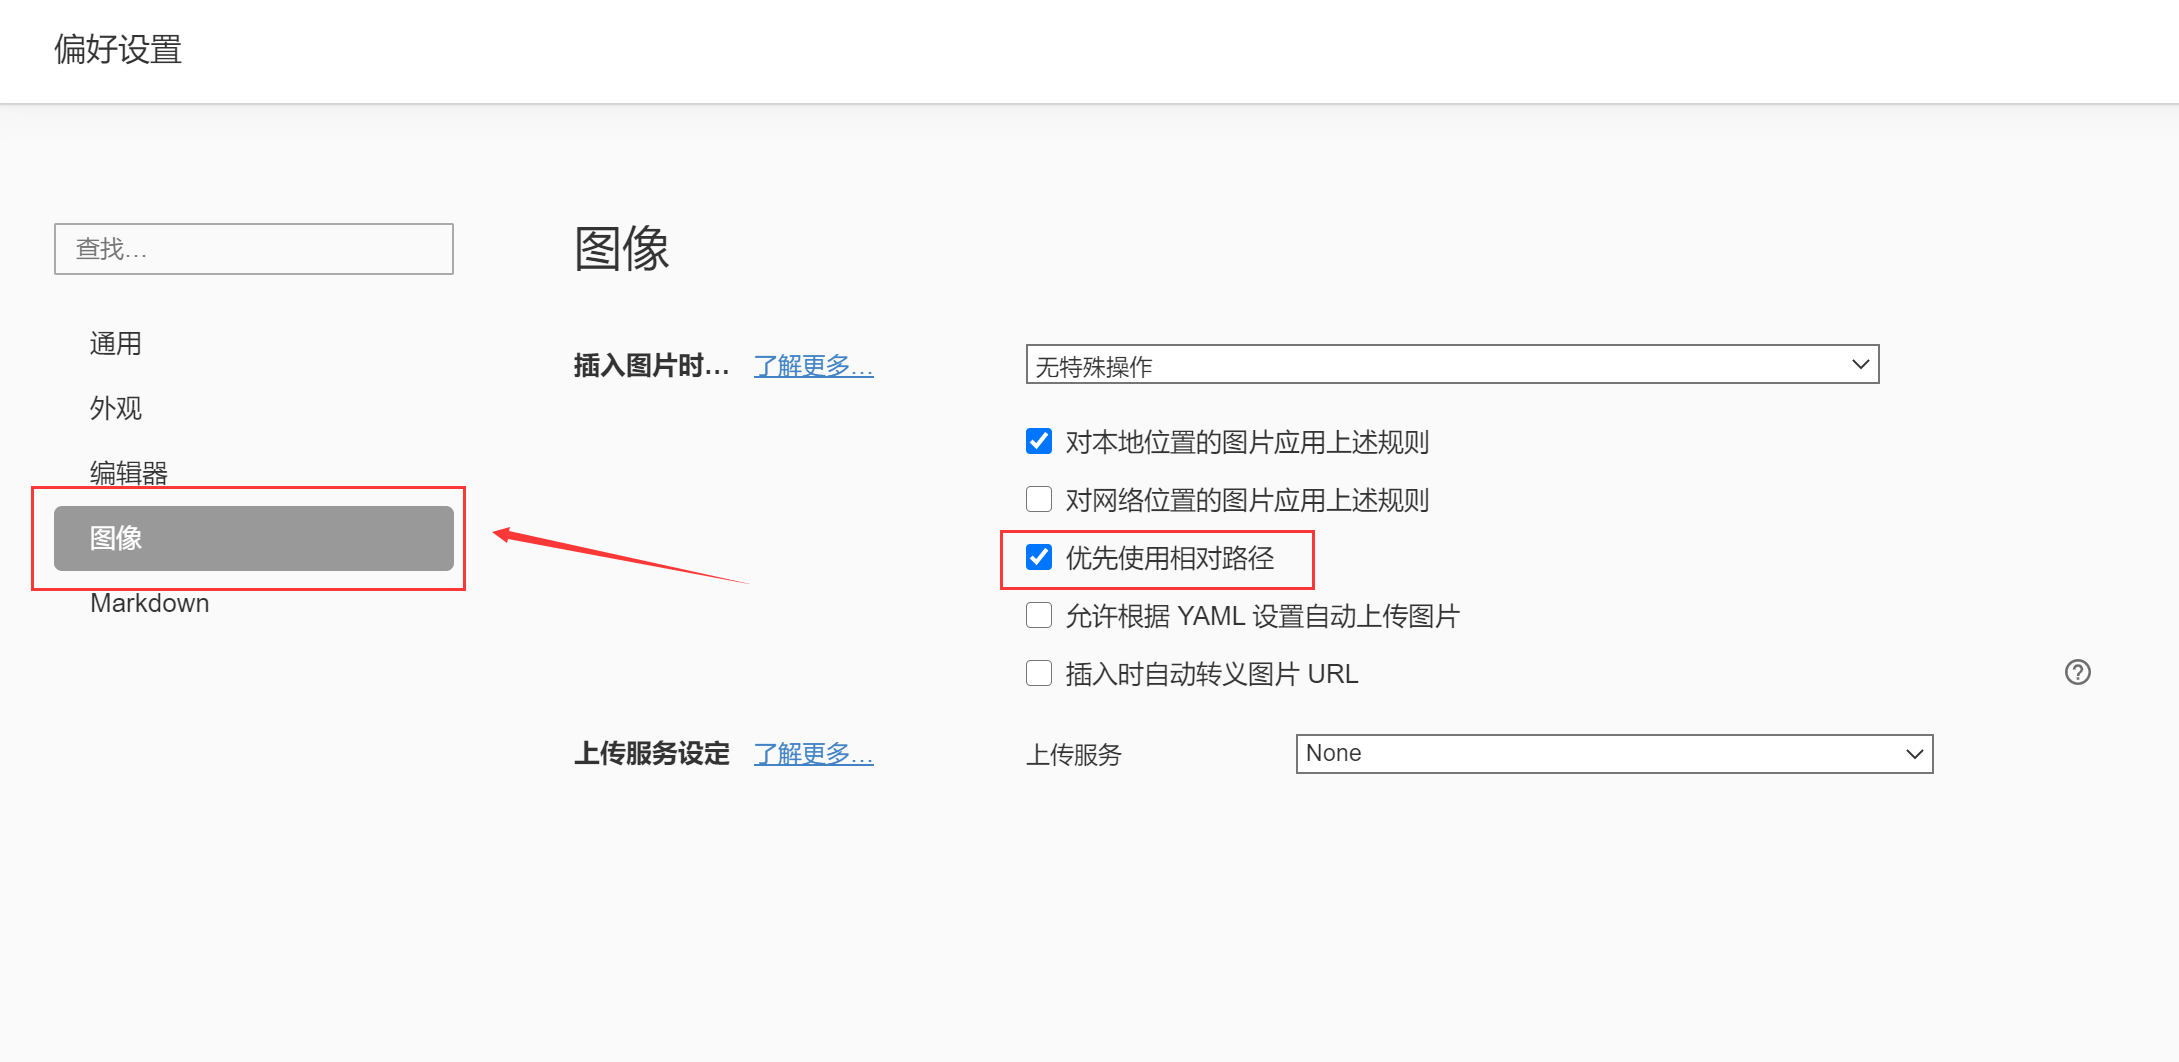 偏好设置
查找…
通用
外观
编辑器
图像
Markdown
图像
插入图片时… 了解更多… 无特殊操作
对本地位置的图片应用上述规则
对网络位置的图片应用上述规则
优先使用相对路径
允许根据 YAML 设置自动上传图片
插入时自动转义图片 URL
上传服务设定 了解更多… 上传服务 None